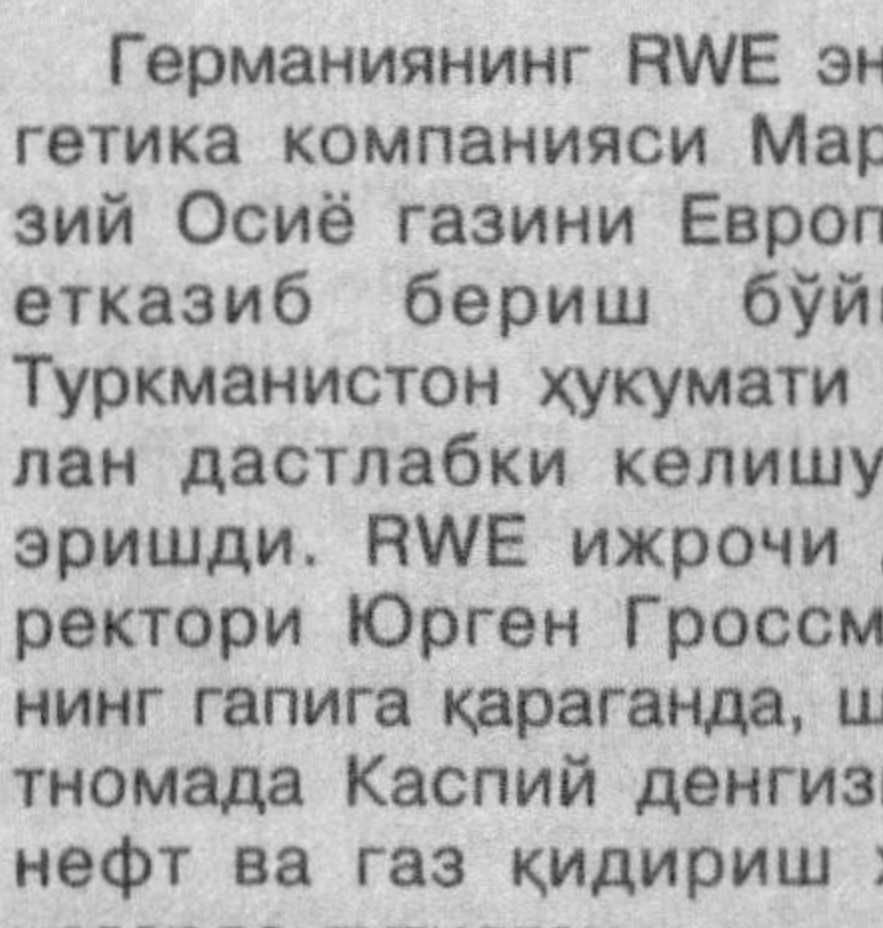 Германиянинг RWE эн
гетика компанияси Мар
зий Осиё газини Европ
етказиб бериш бўй
Туркманистон ҳукумати
лан дастлабки келишу
эришди. RWE ижрочи
ректори Юрген Гроссм
нинг гапига қараганда, ш
тномада Каспий денгиз
нефт ва газ қидириш